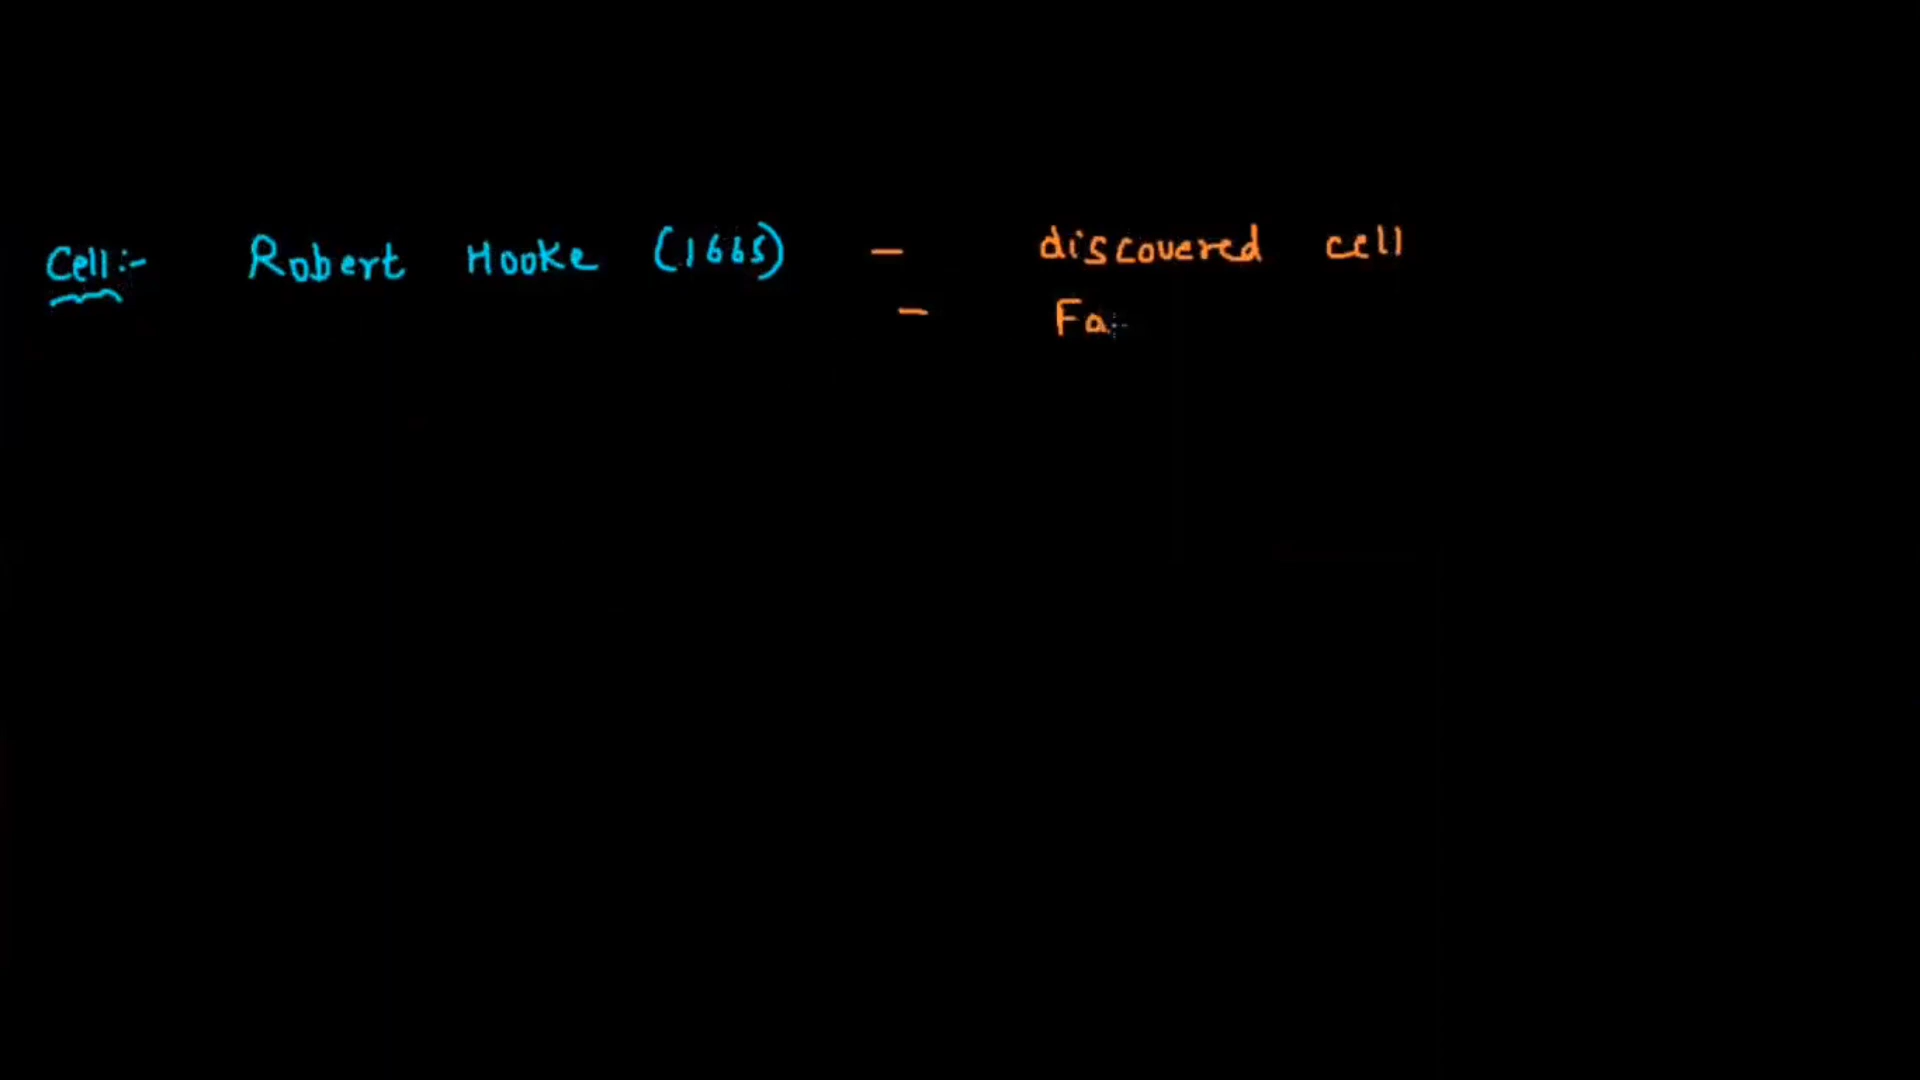 Cell:- Robert Hooke (1665) - discovered cell
- Fa